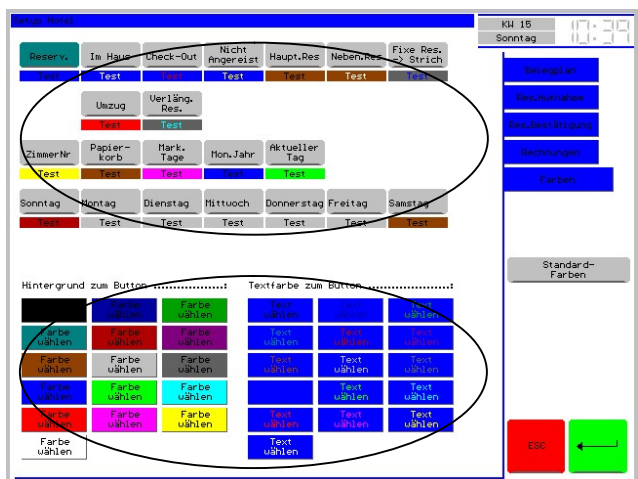 Setup Hotel
KW 15
Sonntag
10:39
Reserv. Im Haus Check-Out Nicht Angereist Haupt.Res Neben.Res Fixe Res. => Strich
Test Test Test Test Test Test Test
Umzug Verläng. Res.
Test Test
ZimmerNr Papier- korb Mark. Tage Mon.Jahr Aktueller Tag
Test Test Test Test Test
Sonntag Montag Dienstag Mittwoch Donnerstag Freitag Samstag
Test Test Test Test Test Test Test
Belegplan
Res.Aufnahme
Res.Bestätigung
Rechnungen
Farben
Standard-
Farben
Hintergrund zum Button ..............: Textfarbe zum Button ..............:
Farbe Farbe Text Text Text
wählen wählen wählen wählen wählen
Farbe Farbe Farbe Text Text Text
wählen wählen wählen wählen wählen wählen
Farbe Farbe Farbe Text Text Text
wählen wählen wählen wählen wählen wählen
Farbe Farbe Farbe Text Text
wählen wählen wählen wählen wählen
Farbe Farbe Farbe Text Text Text
wählen wählen wählen wählen wählen wählen
Farbe Text
wählen wählen
ESC